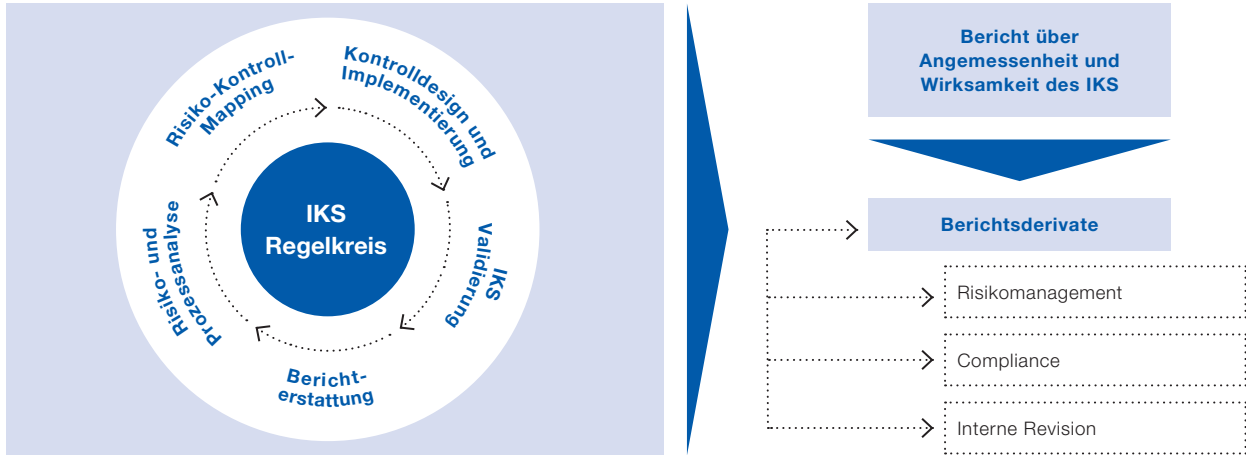 Risiko-Kontroll-
Mapping
Kontrolldesign und
Implementierung
IKS
Validierung
Bericht-
erstattung
Risiko- und
Prozessanalyse
IKS
Regelkreis
Bericht über
Angemessenheit und
Wirksamkeit des IKS
Berichtsderivate
Risikomanagement
Compliance
Interne Revision